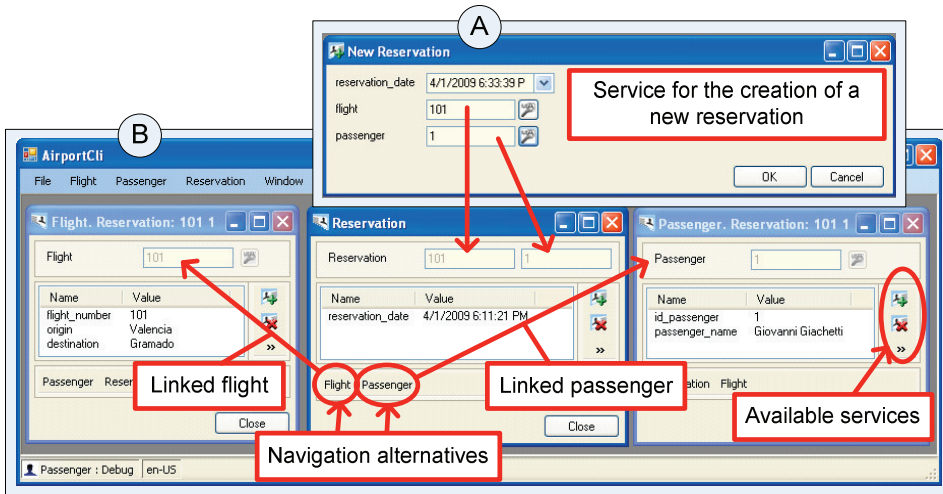 A
New Reservation
reservation_date 4/1/2009 6:33:39 P
flight 101
passenger 1
Service for the creation of a
new reservation
OK Cancel
B
AirportCli
File Flight Passenger Reservation Window
Flight. Reservation: 101 1
Flight 101
Name Value
flight_number 101
origin Valencia
destination Gramado
»
Passenger Reser
Linked flight
Close
Reservation
Reservation 101 1
Name Value
reservation_date 4/1/2009 6:11:21 PM
»
Flight Passenger
Linked passenger
Navigation alternatives
Close
Passenger. Reservation: 101 1
Passenger 1
Name Value
id_passenger 1
passenger_name Giovanni Giachetti
»
ation Flight
Available services
Passenger : Debug en-US